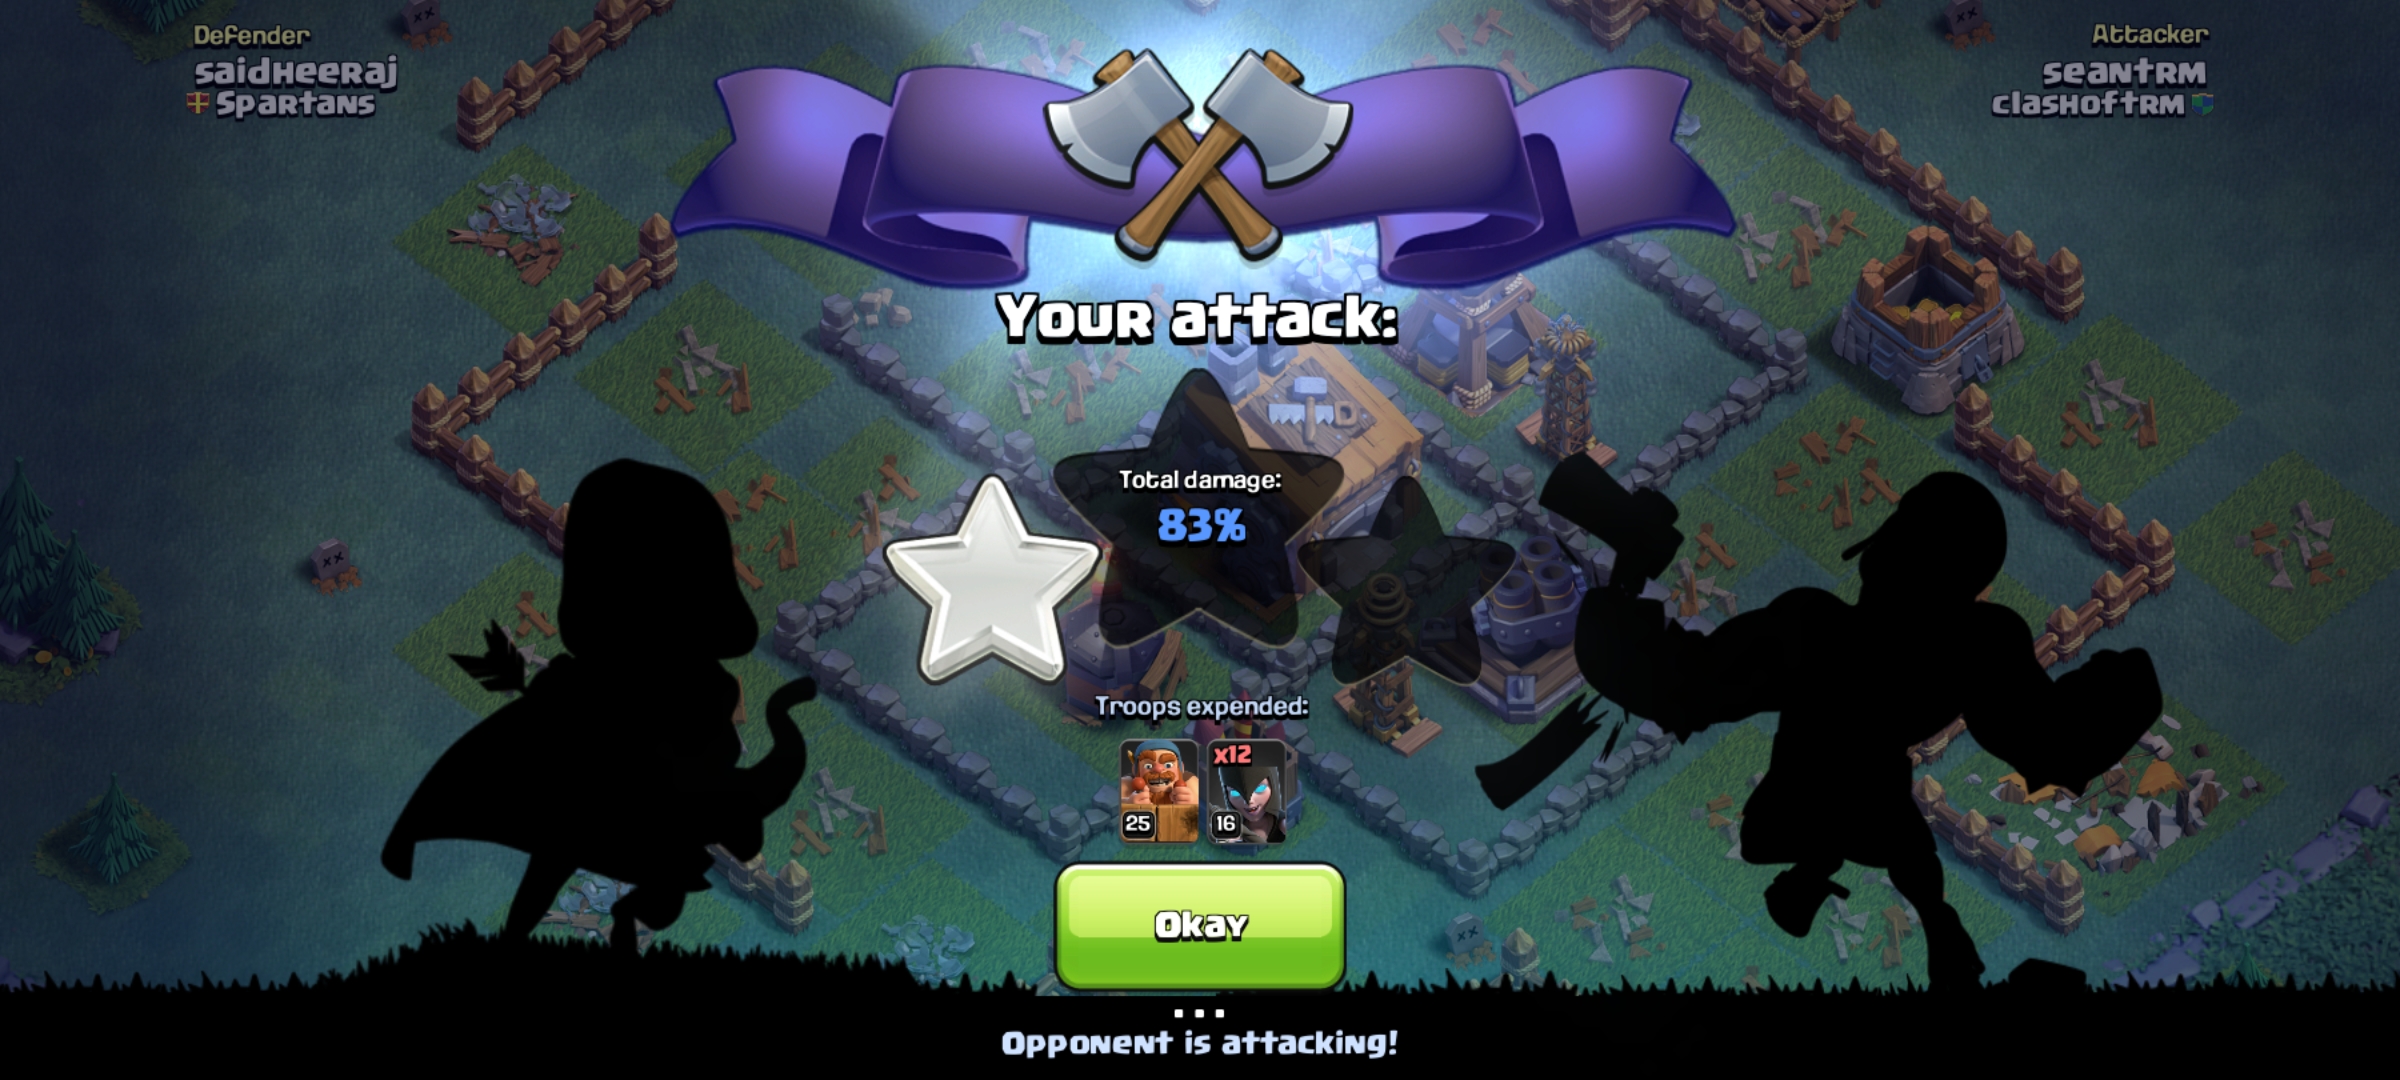 Defender
saidheeraj
Spartans
Attacker
seantrm
clashoftrm
Your attack:
Total damage:
83%
Troops expended:
x12
25
16
Okay
Opponent is attacking!